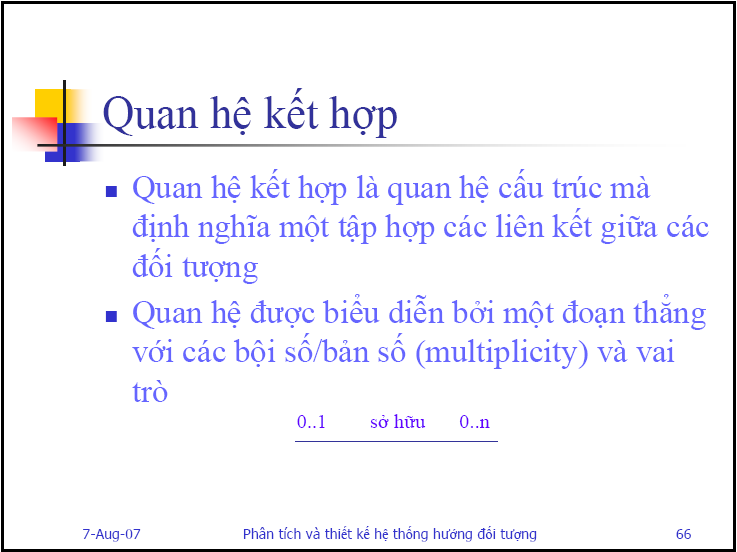 Quan hệ kết hợp
Quan hệ kết hợp là quan hệ cấu trúc mà
định nghĩa một tập hợp các liên kết giữa các
đối tượng
Quan hệ được biểu diễn bởi một đoạn thẳng
với các bội số/bản số (multiplicity) và vai
trò
0..1 sở hữu 0..n
7-Aug-07 Phân tích và thiết kế hệ thống hướng đối tượng 66